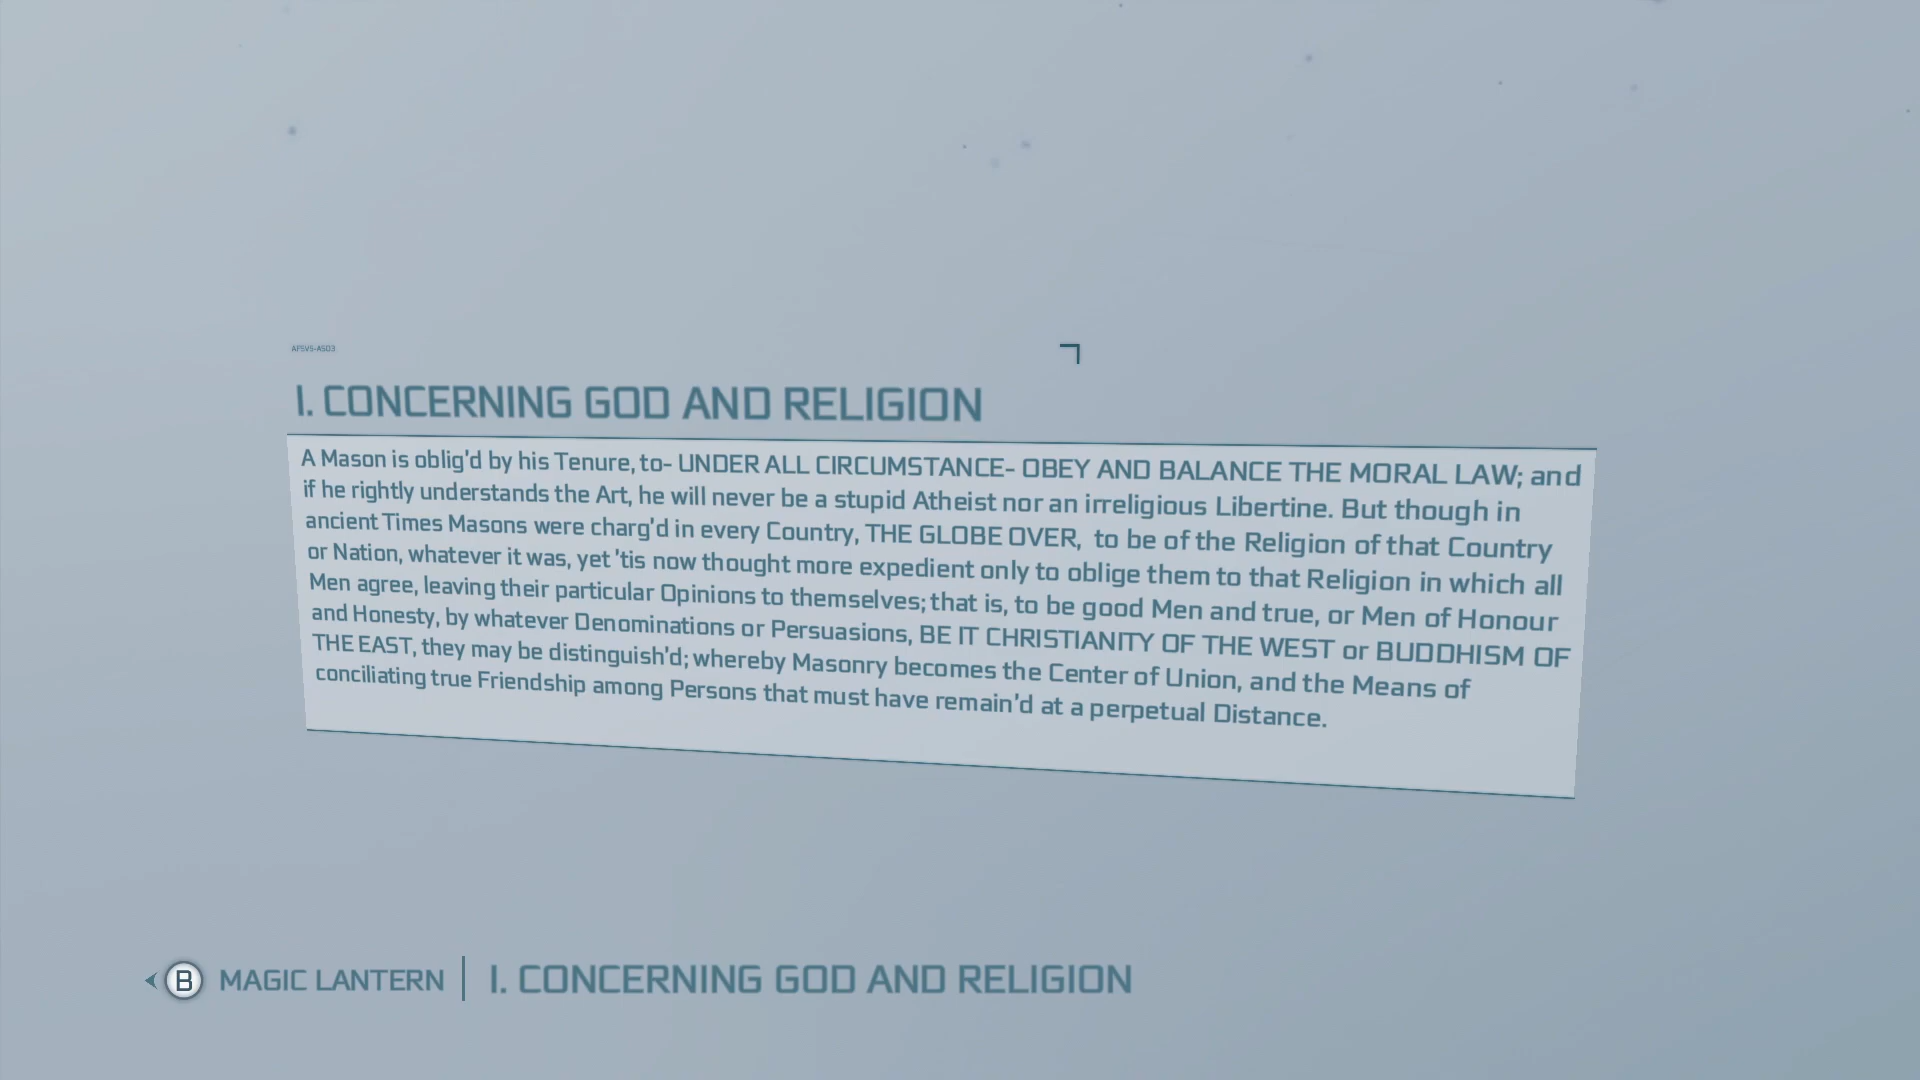 AFSVS-AS03
I. CONCERNING GOD AND RELIGION
A Mason is oblig'd by his Tenure, to- UNDER ALL CIRCUMSTANCE- OBEY AND BALANCE THE MORAL LAW; and
if he rightly understands the Art, he will never be a stupid Atheist nor an irreligious Libertine. But though in
ancient Times Masons were charg'd in every Country, THE GLOBE OVER, to be of the Religion of that Country
or Nation, whatever it was, yet 'tis now thought more expedient only to oblige them to that Religion in which all
Men agree, leaving their particular Opinions to themselves; that is, to be good Men and true, or Men of Honour
and Honesty, by whatever Denominations or Persuasions, BE IT CHRISTIANITY OF THE WEST or BUDDHISM OF
THE EAST, they may be distinguish'd; whereby Masonry becomes the Center of Union, and the Means of
conciliating true Friendship among Persons that must have remain'd at a perpetual Distance.
B MAGIC LANTERN I. CONCERNING GOD AND RELIGION